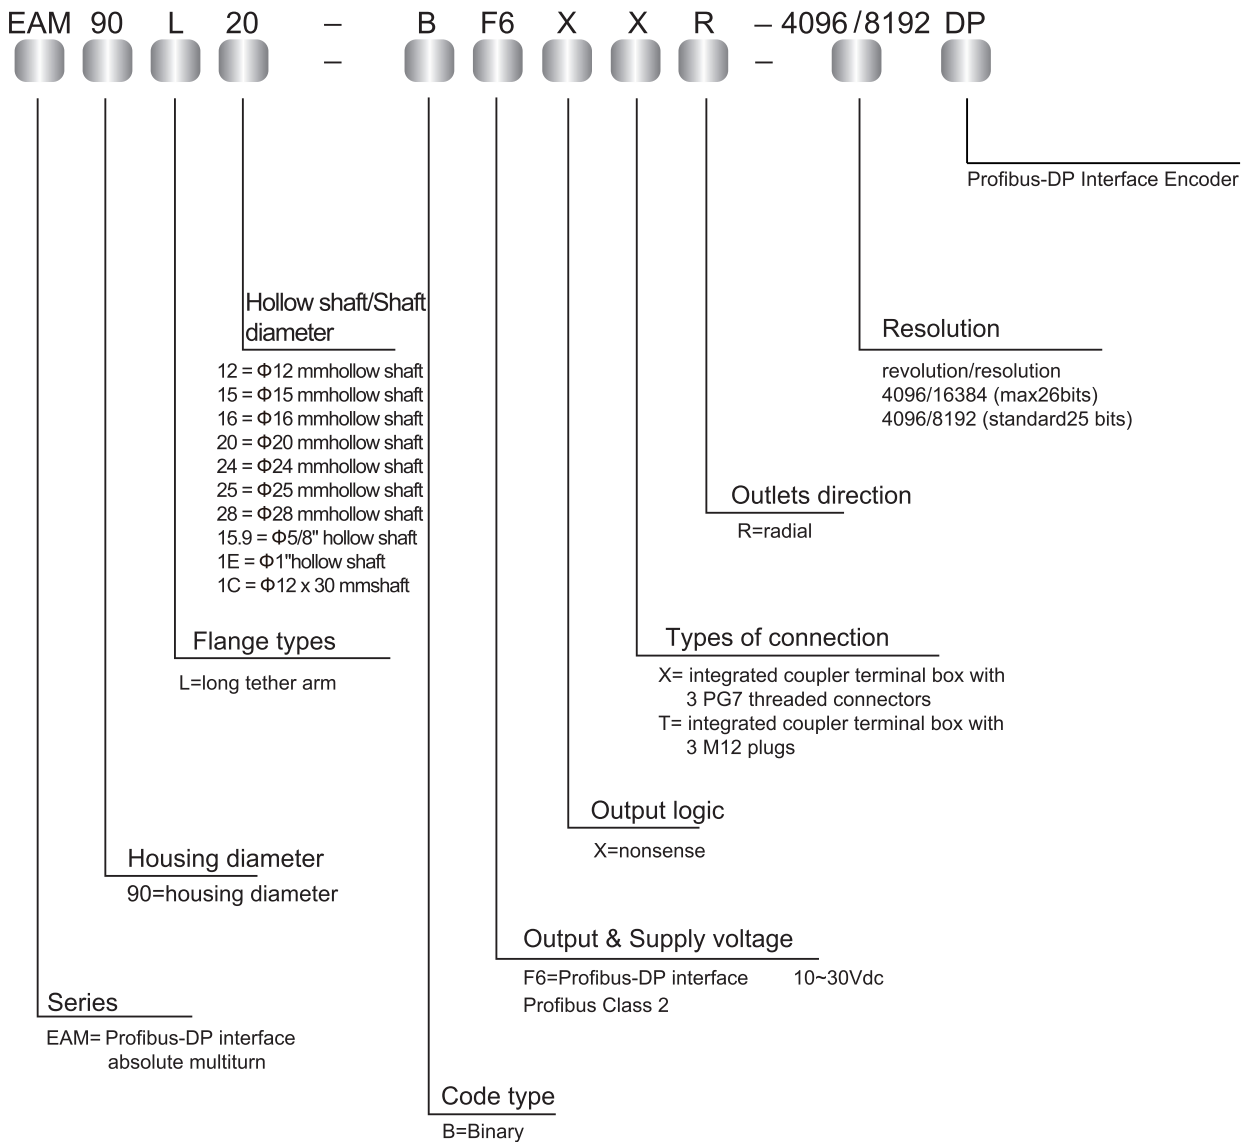 EAM 90 L 20 – B F6 X X R – 4096/8192 DP
– –
Profibus-DP Interface Encoder
Hollow shaft/Shaft
diameter
12 = Φ12 mmhollow shaft
15 = Φ15 mmhollow shaft
16 = Φ16 mmhollow shaft
20 = Φ20 mmhollow shaft
24 = Φ24 mmhollow shaft
25 = Φ25 mmhollow shaft
28 = Φ28 mmhollow shaft
15.9 = Φ5/8" hollow shaft
1E = Φ1"hollow shaft
1C = Φ12 x 30 mmshaft
Resolution
revolution/resolution
4096/16384 (max26bits)
4096/8192 (standard25 bits)
Outlets direction
R=radial
Flange types
L=long tether arm
Types of connection
X= integrated coupler terminal box with
3 PG7 threaded connectors
T= integrated coupler terminal box with
3 M12 plugs
Output logic
X=nonsense
Housing diameter
90=housing diameter
Output & Supply voltage
F6=Profibus-DP interface 10~30Vdc
Profibus Class 2
Series
EAM= Profibus-DP interface
absolute multiturn
Code type
B=Binary